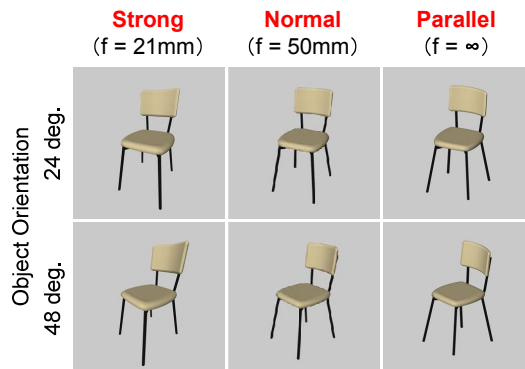 Strong Normal Parallel
(f = 21mm) (f = 50mm) (f = ∞)
Object Orientation
24 deg.
48 deg.